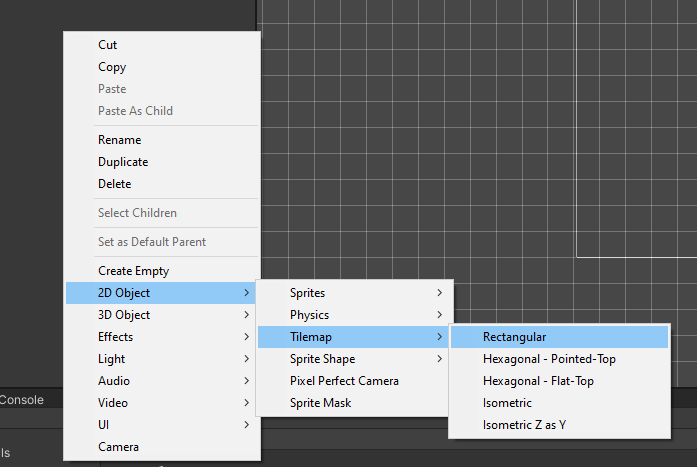 Cut
Copy
Paste
Paste As Child
Rename
Duplicate
Delete
Select Children
Set as Default Parent
Create Empty
2D Object
3D Object
Effects
Light
Audio
Video
UI
Camera
Sprites
Physics
Tilemap
Sprite Shape
Pixel Perfect Camera
Sprite Mask
Rectangular
Hexagonal - Pointed-Top
Hexagonal - Flat-Top
Isometric
Isometric Z as Y
Console
ls